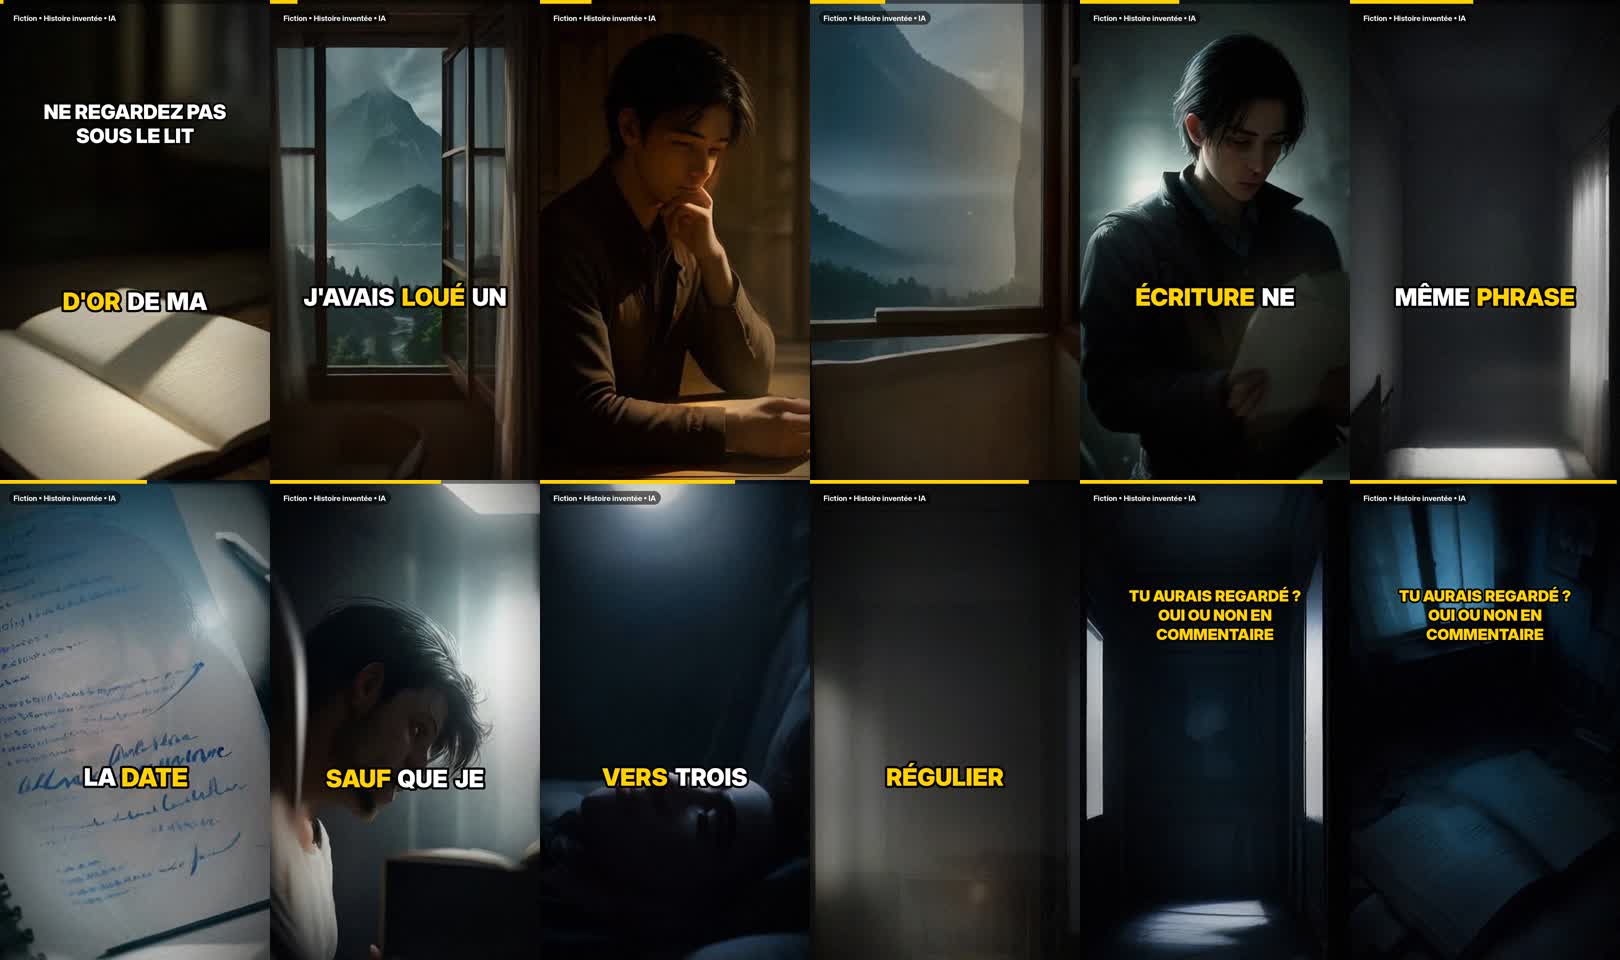 Fiction • Histoire inventée • IA
NE REGARDEZ PAS
SOUS LE LIT
D'OR DE MA
Fiction • Histoire inventée • IA
J'AVAIS LOUÉ UN
Fiction • Histoire inventée • IA
Fiction • Histoire inventée • IA
Fiction • Histoire inventée • IA
ÉCRITURE NE
Fiction • Histoire inventée • IA
MÊME PHRASE
Fiction • Histoire inventée • IA
LA DATE
Fiction • Histoire inventée • IA
SAUF QUE JE
Fiction • Histoire inventée • IA
VERS TROIS
Fiction • Histoire inventée • IA
RÉGULIER
Fiction • Histoire inventée • IA
TU AURAIS REGARDÉ ?
OUI OU NON EN
COMMENTAIRE
Fiction • Histoire inventée • IA
TU AURAIS REGARDÉ ?
OUI OU NON EN
COMMENTAIRE